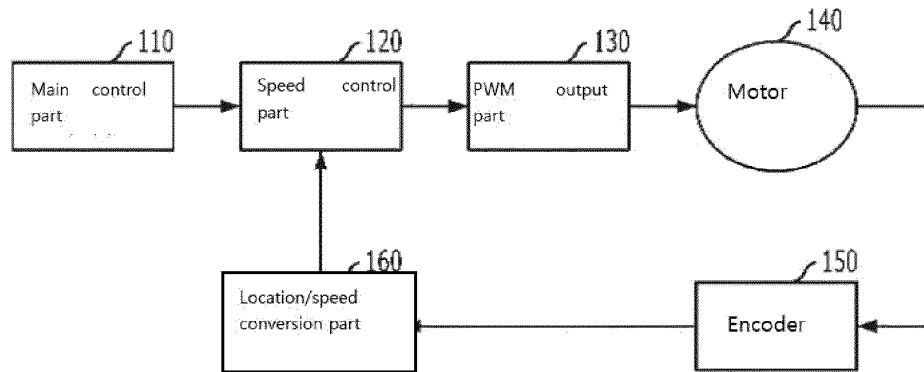 110
120
130
140
Main control
part
Speed control
part
PWM output
part
Motor
160
150
Location/speed
conversion part
Encoder